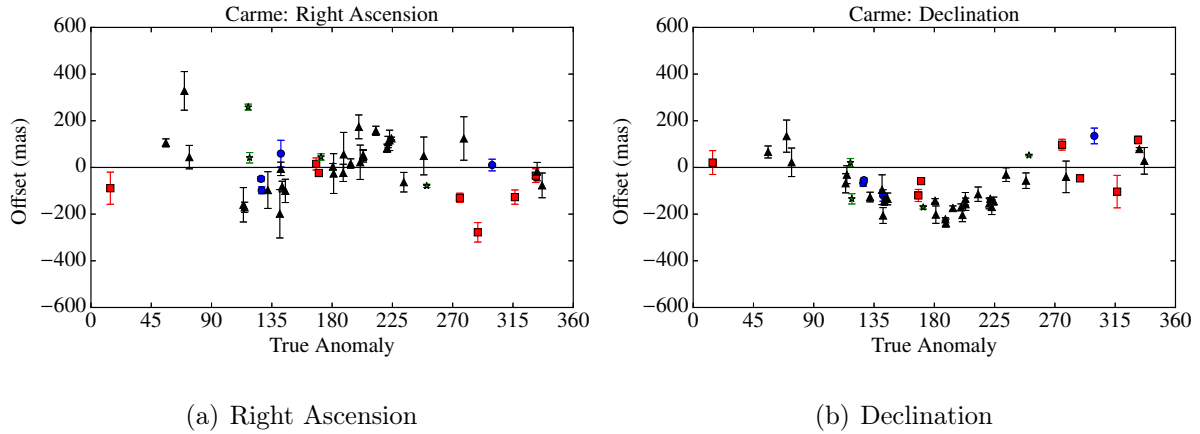 Carme: Right Ascension
600
400
200
0
−200
−400
−600
Offset (mas)
0 45 90 135 180 225 270 315 360
True Anomaly
(a) Right Ascension
Carme: Declination
600
400
200
0
−200
−400
−600
Offset (mas)
0 45 90 135 180 225 270 315 360
True Anomaly
(b) Declination